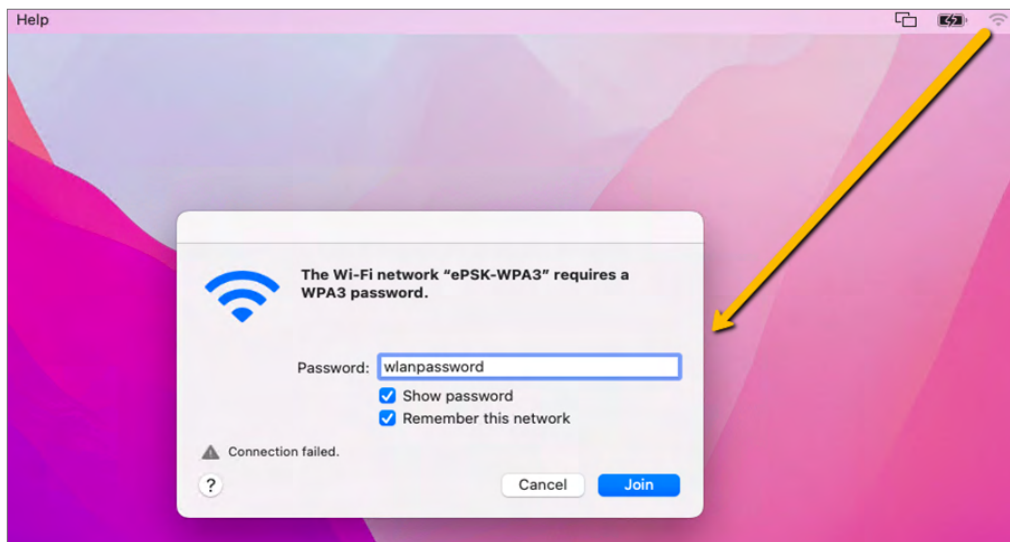 Help
The Wi-Fi network “ePSK-WPA3” requires a
WPA3 password.
Password: wlanpassword
Show password
Remember this network
Connection failed.
? Cancel Join